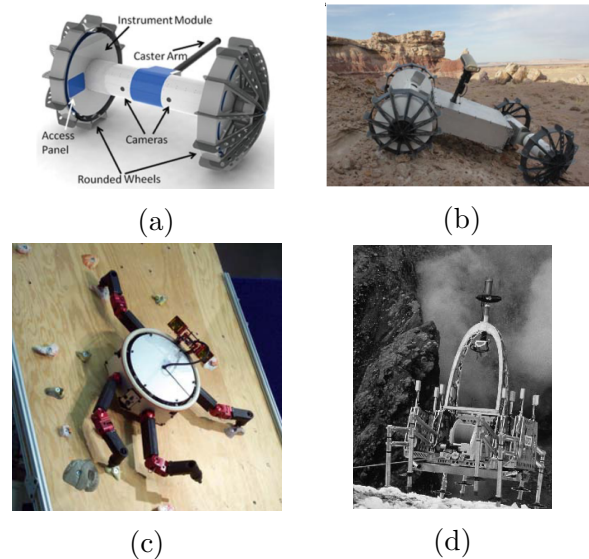 Instrument Module
Caster Arm
Access
Panel
Cameras
Rounded Wheels
(a)
(b)
(c)
(d)